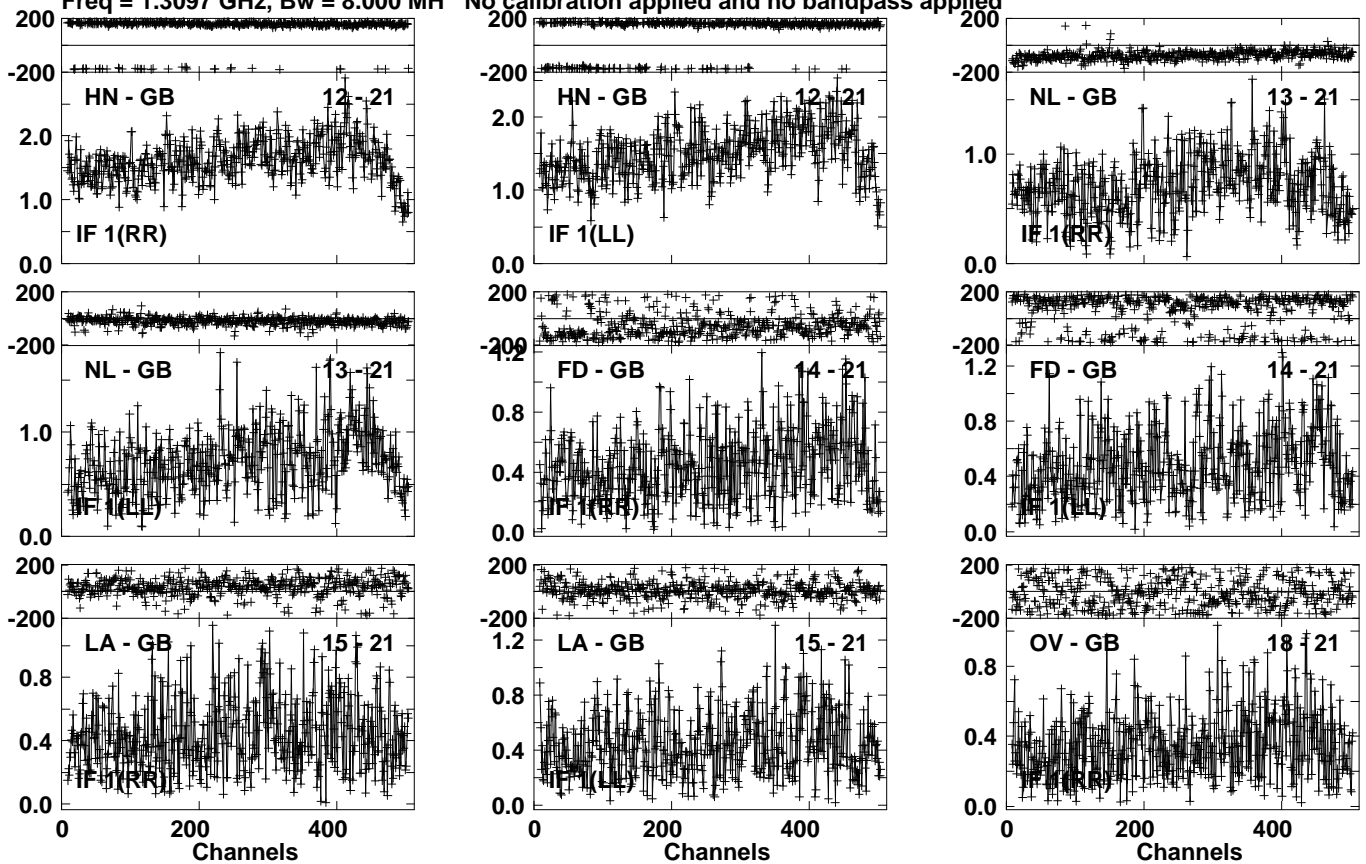 Freq = 1.3097 GHz, Bw = 8.000 MH No calibration applied and no bandpass applied
200
-200
HN - GB 12 - 21
2.0
1.0
IF 1(RR)
0.0
200
-200
HN - GB 12 - 21
2.0
1.0
IF 1(LL)
0.0
200
-200
NL - GB 13 - 21
1.0
IF 1(RR)
0.0
200
-200
NL - GB 13 - 21
1.0
IF 1(LL)
0.0
200
-200
1.2
FD - GB 14 - 21
0.8
0.4
IF 1(RR)
0.0
200
-200
1.2
FD - GB 14 - 21
0.8
0.4
IF 1(LL)
0.0
200
-200
LA - GB 15 - 21
0.8
0.4
IF 1(RR)
0.0
0 200 400
Channels
200
-200
1.2
LA - GB 15 - 21
0.8
0.4
IF 1(LL)
0.0
0 200 400
Channels
200
-200
OV - GB 18 - 21
0.8
0.4
IF 1(RR)
0.0
0 200 400
Channels